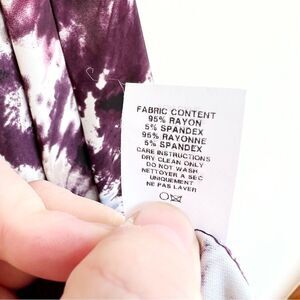 FABRIC CONTENT
95% RAYON
5% SPANDEX
95% RAYONNE
5% SPANDEX
CARE INSTRUCTIONS
DRY CLEAN ONLY
DO NOT WASH
NETTOYER A SEC
UNIQUEMENT
NE PAS LAVER